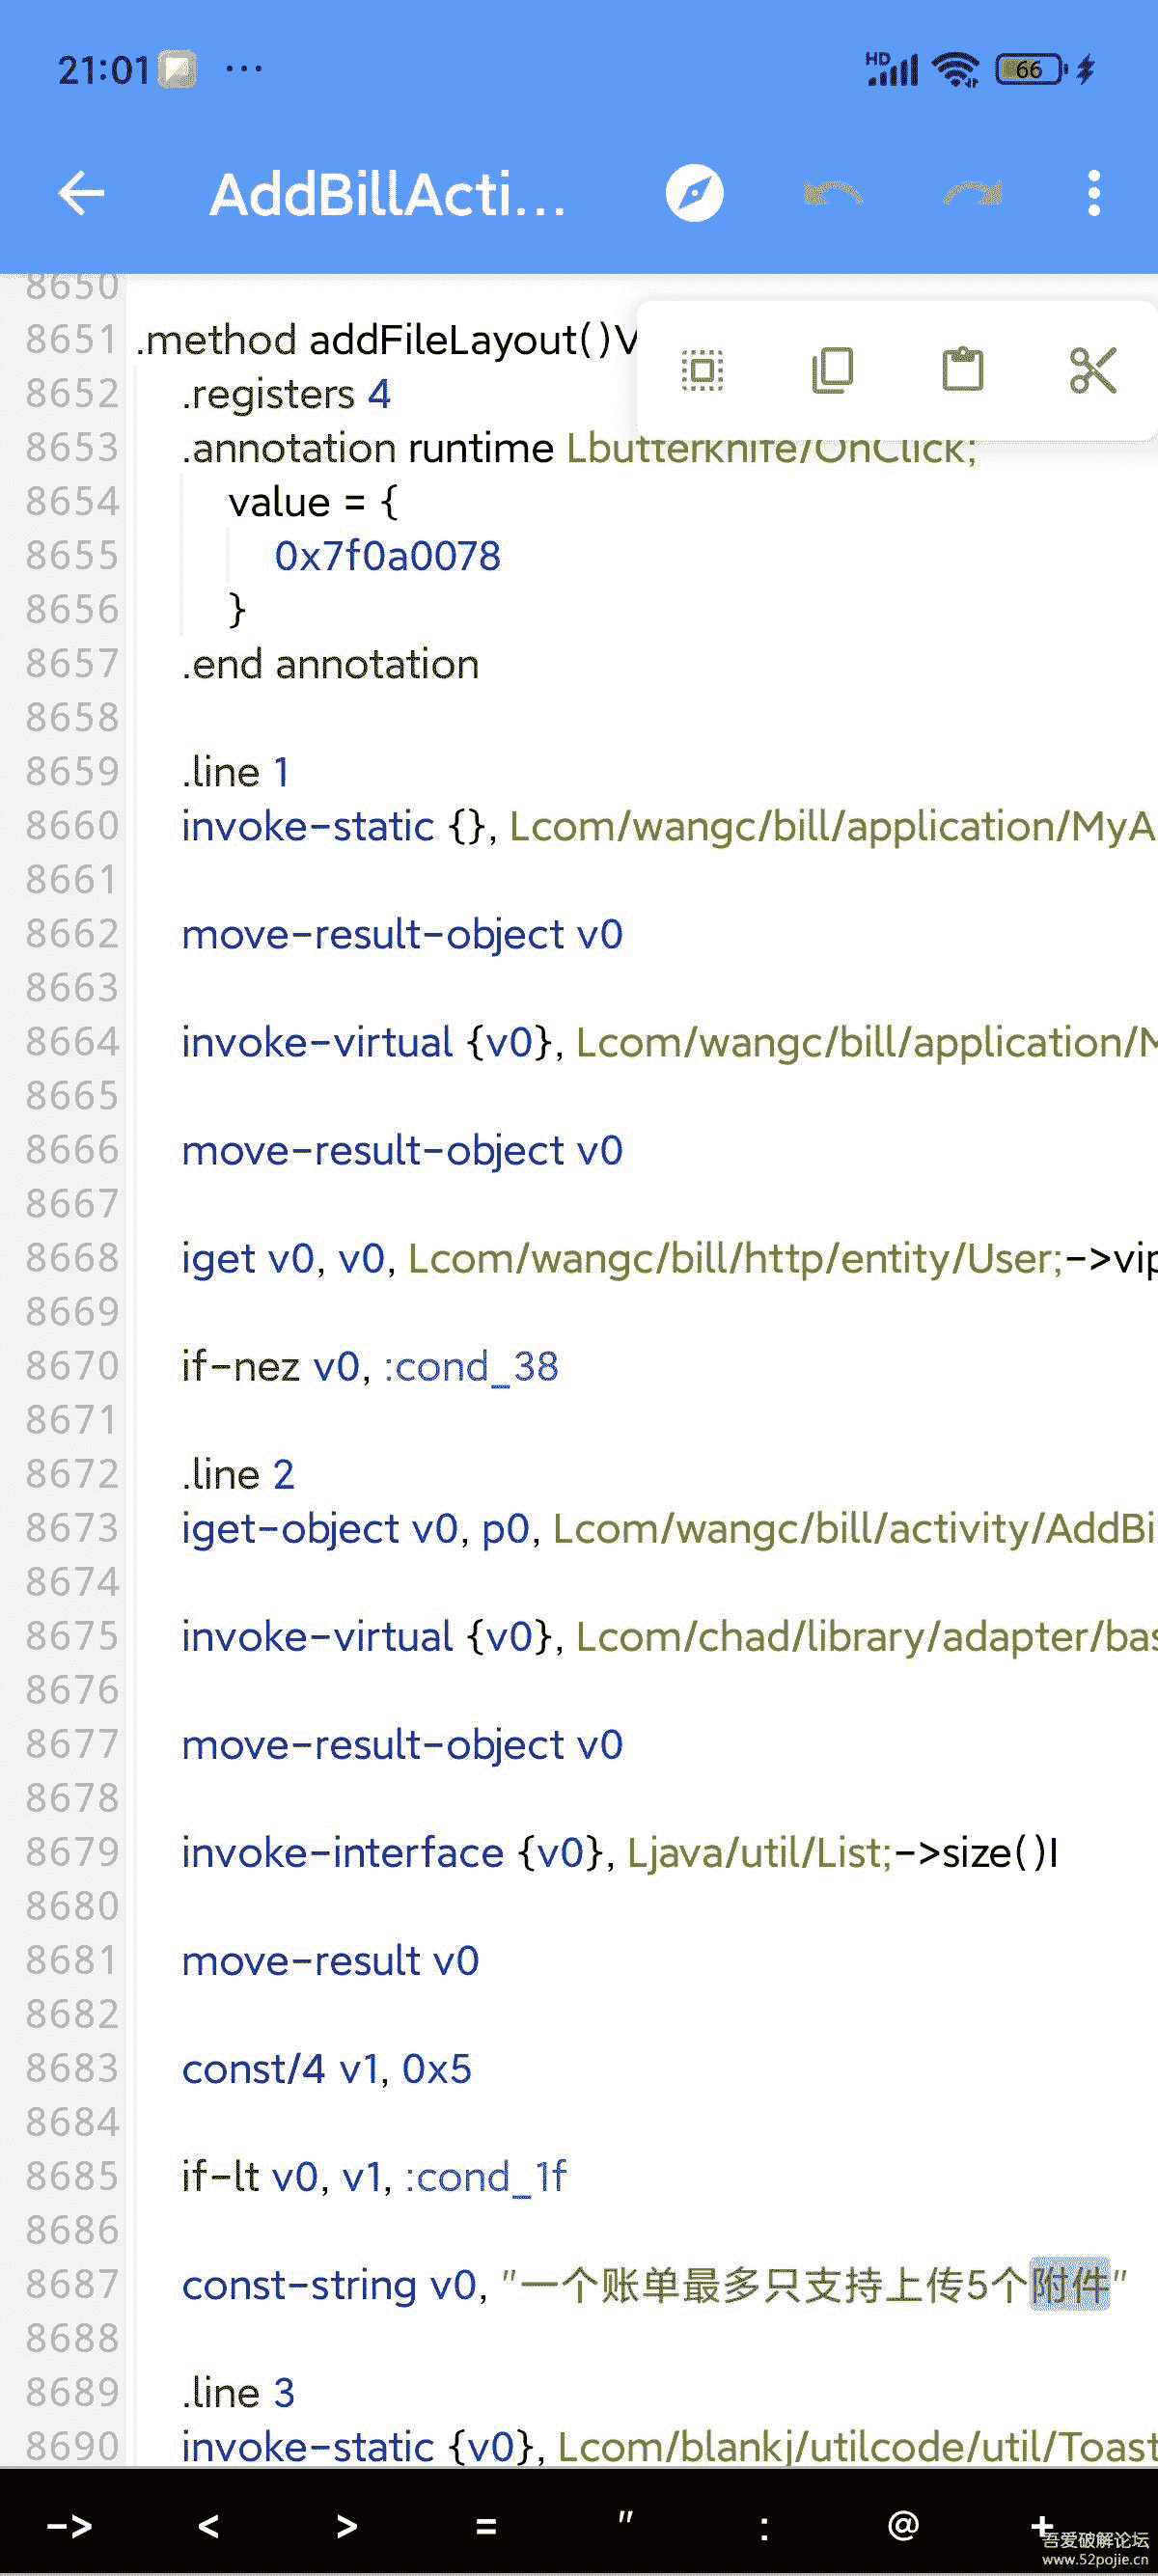 21:01 ... HD 66
AddBillActi...
8650
8651 .method addFileLayout()V
8652 .registers 4
8653 .annotation runtime Lbutterknife/OnClick;
8654 value = {
8655 0x7f0a0078
8656 }
8657 .end annotation
8658
8659 .line 1
8660 invoke-static {}, Lcom/wangc/bill/application/MyA
8661
8662 move-result-object v0
8663
8664 invoke-virtual {v0}, Lcom/wangc/bill/application/M
8665
8666 move-result-object v0
8667
8668 iget v0, v0, Lcom/wangc/bill/http/entity/User;->vip
8669
8670 if-nez v0, :cond_38
8671
8672 .line 2
8673 iget-object v0, p0, Lcom/wangc/bill/activity/AddBi
8674
8675 invoke-virtual {v0}, Lcom/chad/library/adapter/bas
8676
8677 move-result-object v0
8678
8679 invoke-interface {v0}, Ljava/util/List;->size()I
8680
8681 move-result v0
8682
8683 const/4 v1, 0x5
8684
8685 if-lt v0, v1, :cond_1f
8686
8687 const-string v0, "一个账单最多只支持上传5个附件"
8688
8689 .line 3
8690 invoke-static {v0}, Lcom/blankj/utilcode/util/Toast
-> < > = " : @ +
吾爱破解论坛
www.52pojie.cn